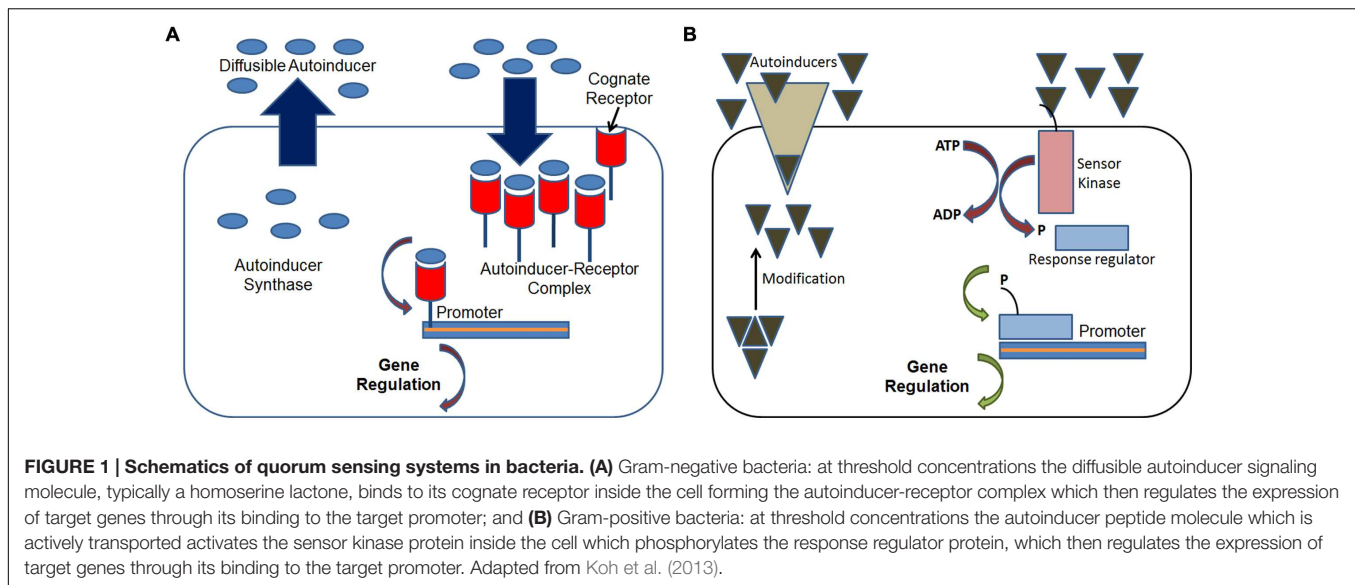 A
Diffusible Autoinducer
Cognate
Receptor
Autoinducer
Synthase
Autoinducer-Receptor
Complex
Promoter
Gene
Regulation
B
Autoinducers
ATP
ADP
Sensor
Kinase
P
Response regulator
Modification
P
Promoter
Gene
Regulation
FIGURE 1 | Schematics of quorum sensing systems in bacteria. (A) Gram-negative bacteria: at threshold concentrations the diffusible autoinducer signaling
molecule, typically a homoserine lactone, binds to its cognate receptor inside the cell forming the autoinducer-receptor complex which then regulates the expression
of target genes through its binding to the target promoter; and (B) Gram-positive bacteria: at threshold concentrations the autoinducer peptide molecule which is
actively transported activates the sensor kinase protein inside the cell which phosphorylates the response regulator protein, which then regulates the expression of
target genes through its binding to the target promoter. Adapted from Koh et al. (2013).